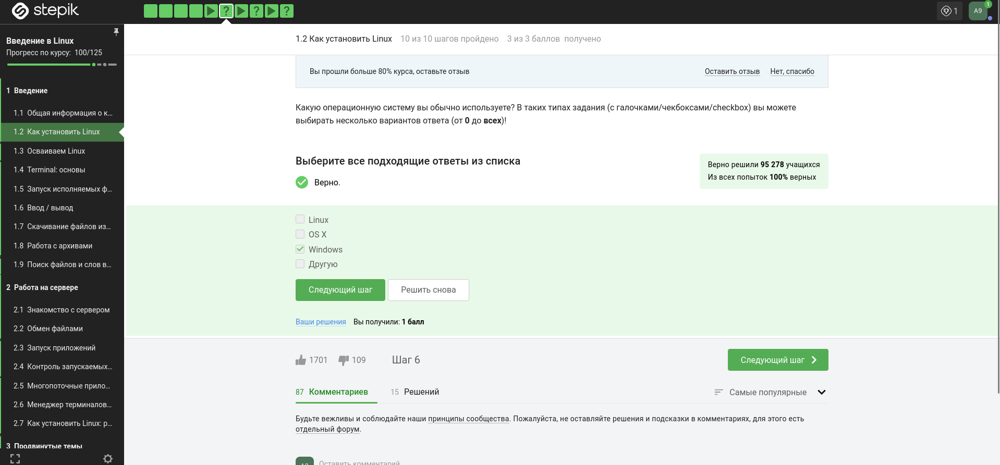 stepik
?
?
?
1
A9
1
Введение в Linux
Прогресс по курсу: 100/125
1 Введение
1.1 Общая информация о к...
1.2 Как установить Linux
1.3 Осваиваем Linux
1.4 Terminal: основы
1.5 Запуск исполняемых ф...
1.6 Ввод / вывод
1.7 Скачивание файлов из...
1.8 Работа с архивами
1.9 Поиск файлов и слов в...
2 Работа на сервере
2.1 Знакомство с сервером
2.2 Обмен файлами
2.3 Запуск приложений
2.4 Контроль запускаемых...
2.5 Многопоточные прило...
2.6 Менеджер терминалов...
2.7 Как установить Linux: р...
3 Продвинутые темы
1.2 Как установить Linux 10 из 10 шагов пройдено 3 из 3 баллов получено
Вы прошли больше 80% курса, оставьте отзыв
Оставить отзыв
Нет, спасибо
Какую операционную систему вы обычно используете? В таких типах задания (с галочками/чекбоксами/checkbox) вы можете
выбирать несколько вариантов ответа (от 0 до всех)!
Выберите все подходящие ответы из списка
Верно.
Верно решили 95 278 учащихся
Из всех попыток 100% верных
Linux
OS X
Windows
Другую
Следующий шаг
Решить снова
Ваши решения Вы получили: 1 балл
1701
109
Шаг 6
Следующий шаг
87 Комментариев
15 Решений
Самые популярные
Будьте вежливы и соблюдайте наши принципы сообщества. Пожалуйста, не оставляйте решения и подсказки в комментариях, для этого есть
отдельный форум.
A9
Оставить комментарий